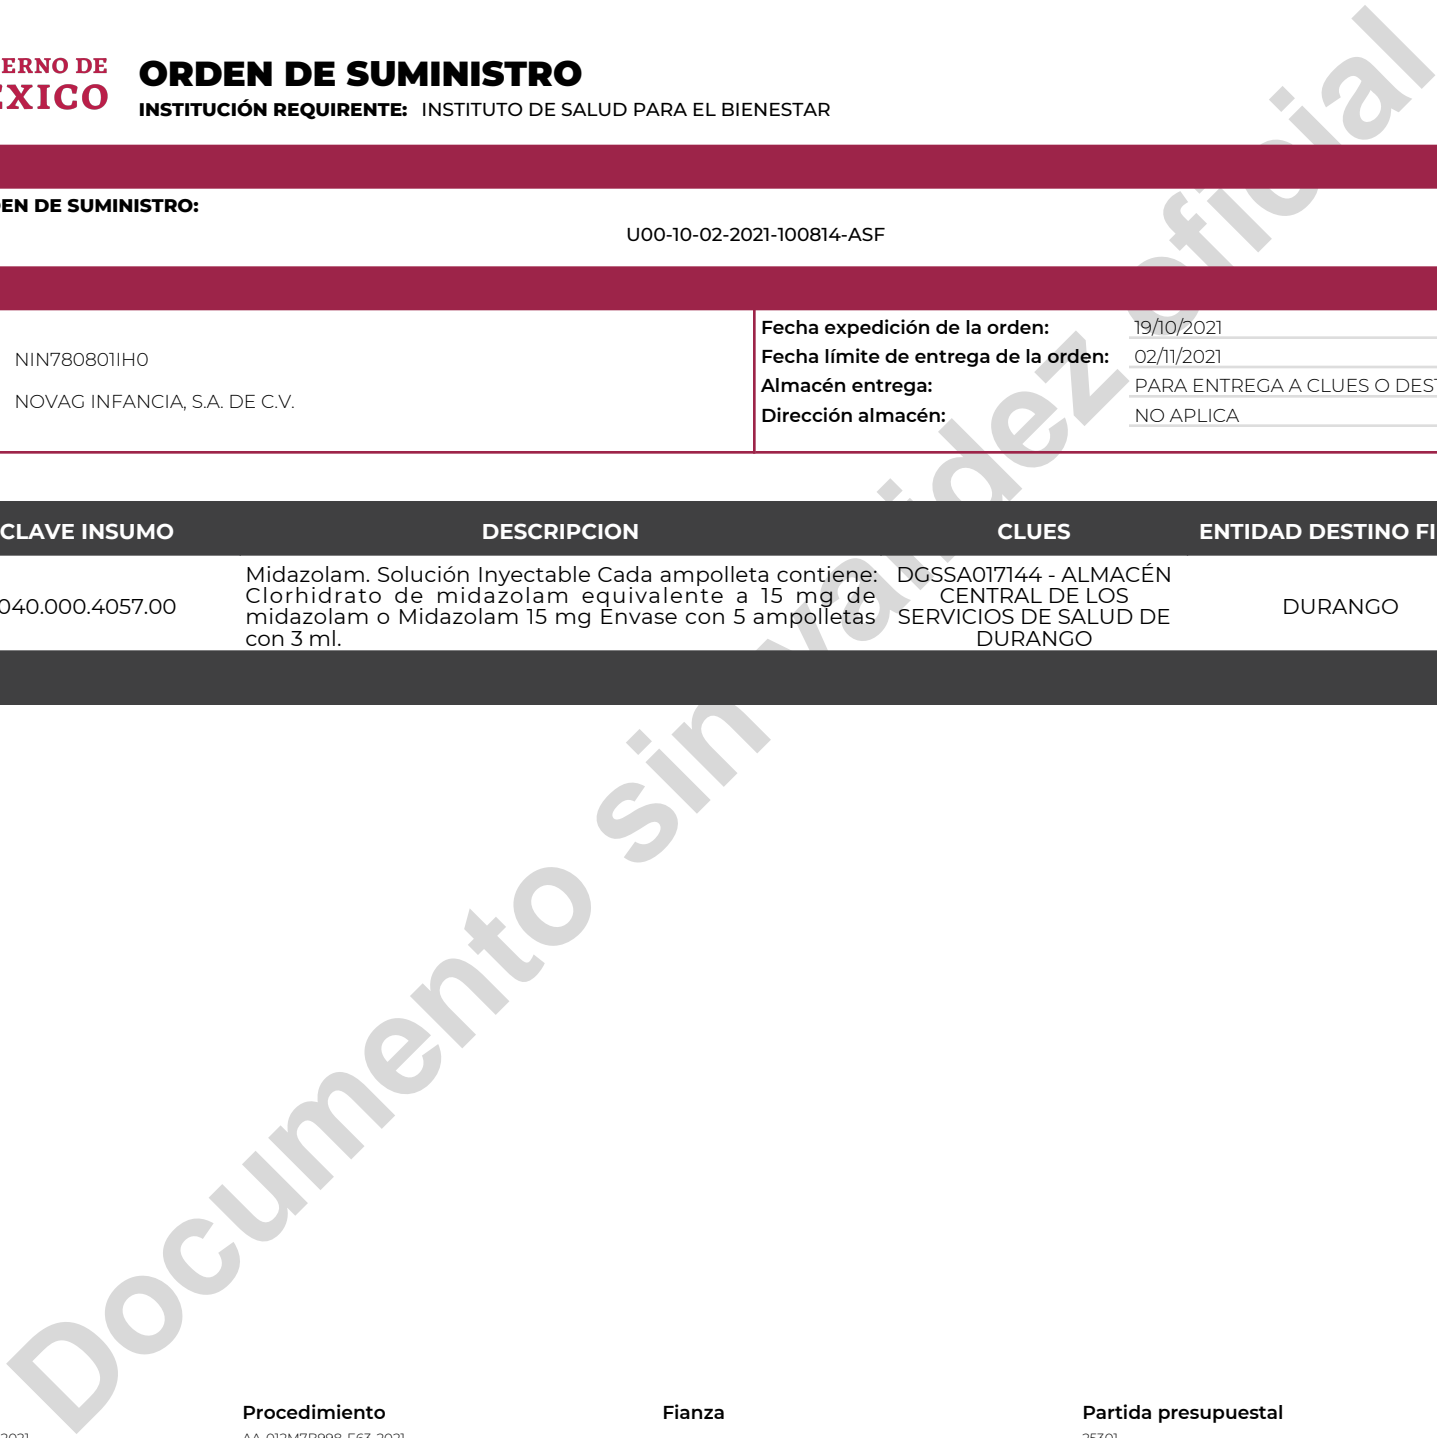 ERNO DE
EXICO
ORDEN DE SUMINISTRO
INSTITUCIÓN REQUIRENTE: INSTITUTO DE SALUD PARA EL BIENESTAR
EN DE SUMINISTRO:
U00-10-02-2021-100814-ASF
NIN780801IH0
NOVAG INFANCIA, S.A. DE C.V.
Fecha expedición de la orden: 19/10/2021
Fecha límite de entrega de la orden: 02/11/2021
Almacén entrega: PARA ENTREGA A CLUES O DEST
Dirección almacén: NO APLICA
CLAVE INSUMO DESCRIPCION CLUES ENTIDAD DESTINO FI
040.000.4057.00
Midazolam. Solución Inyectable Cada ampolleta contiene:
Clorhidrato de midazolam equivalente a 15 mg de
midazolam o Midazolam 15 mg Envase con 5 ampolletas
con 3 ml.
DGSSA017144 - ALMACÉN
CENTRAL DE LOS
SERVICIOS DE SALUD DE
DURANGO
DURANGO
Documento sin validez oficial
Procedimiento Fianza Partida presupuestal